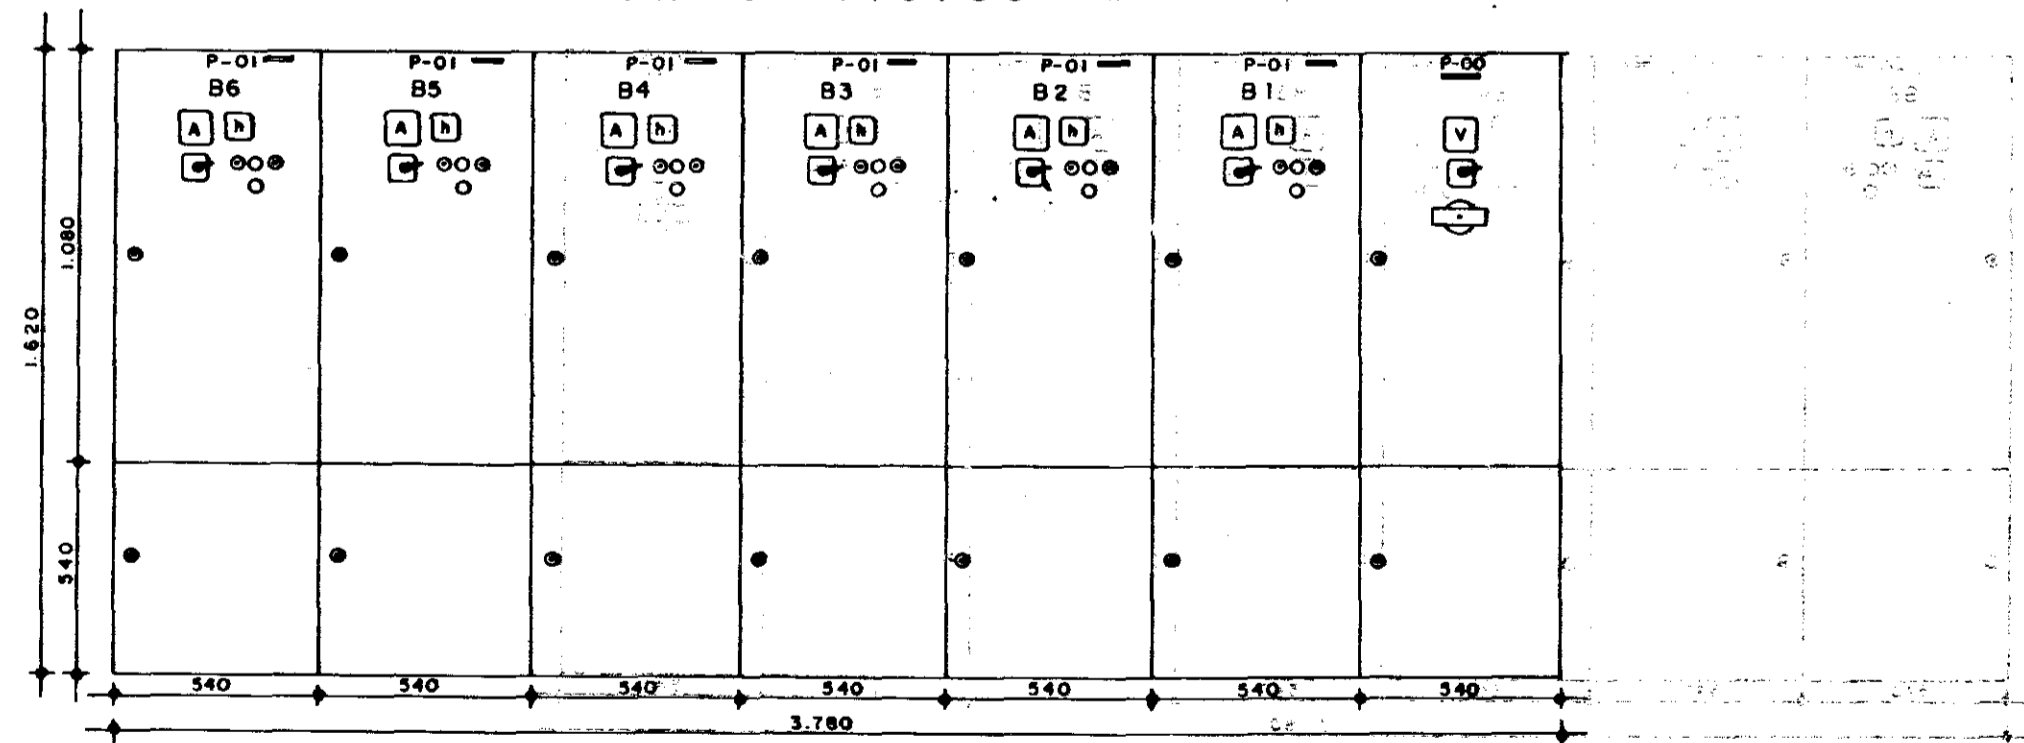 P-01 P-01 P-01 P-01 P-01 P-01 P-00
B6 B5 B4 B3 B2 B1
A h A h A h A h A h A h V
1.080
1.620
540
540 540 540 540 540 540 540
3.780